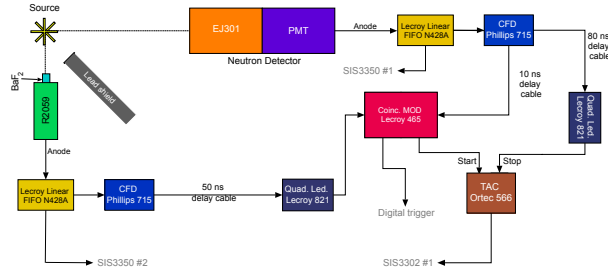 Source
EJ301
PMT
Neutron Detector
Anode
Lecroy Linear
FIFO N428A
CFD
Phillips 715
80 ns
delay
cable
SIS3350 #1
10 ns
delay
cable
BaF2
Lead shield
R2059
Coinc. MOD
Lecroy 465
Quad. Led.
Lecroy 821
Anode
Start
Stop
Lecroy Linear
FIFO N428A
CFD
Phillips 715
50 ns
delay cable
Quad. Led.
Lecroy 821
TAC
Ortec 566
Digital trigger
SIS3350 #2
SIS3302 #1